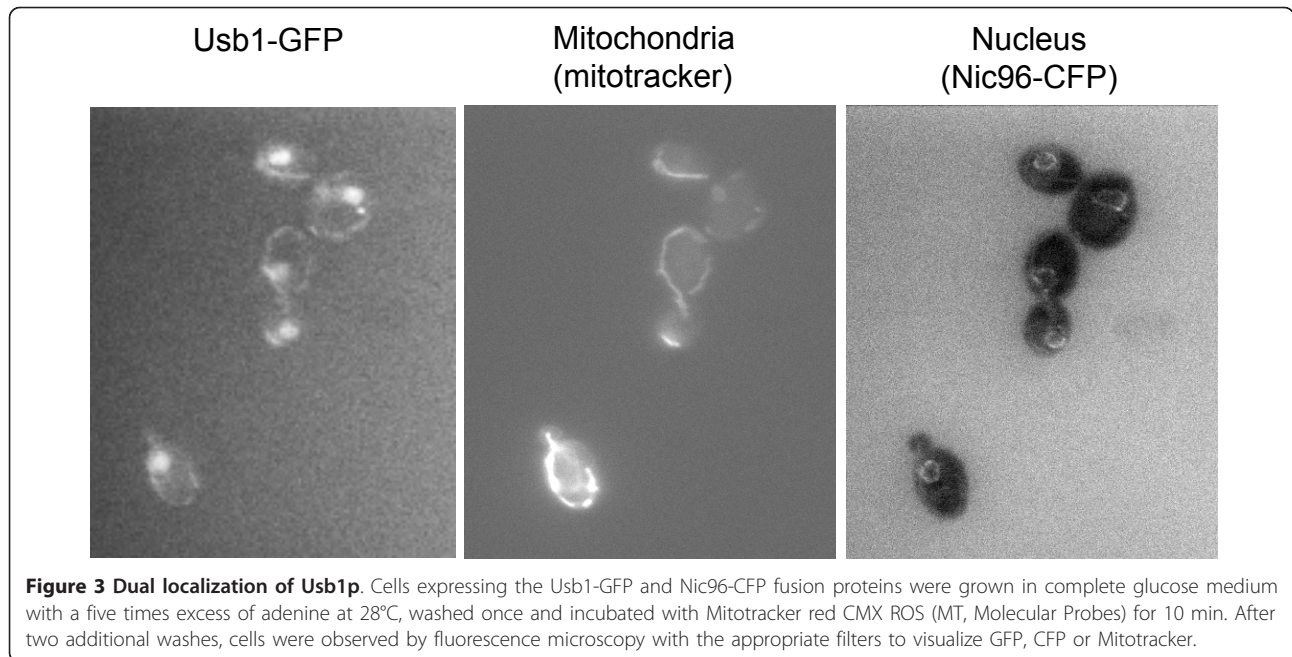 Usb1-GFP
Mitochondria
(mitotracker)
Nucleus
(Nic96-CFP)
Figure 3 Dual localization of Usb1p. Cells expressing the Usb1-GFP and Nic96-CFP fusion proteins were grown in complete glucose medium
with a five times excess of adenine at 28°C, washed once and incubated with Mitotracker red CMX ROS (MT, Molecular Probes) for 10 min. After
two additional washes, cells were observed by fluorescence microscopy with the appropriate filters to visualize GFP, CFP or Mitotracker.